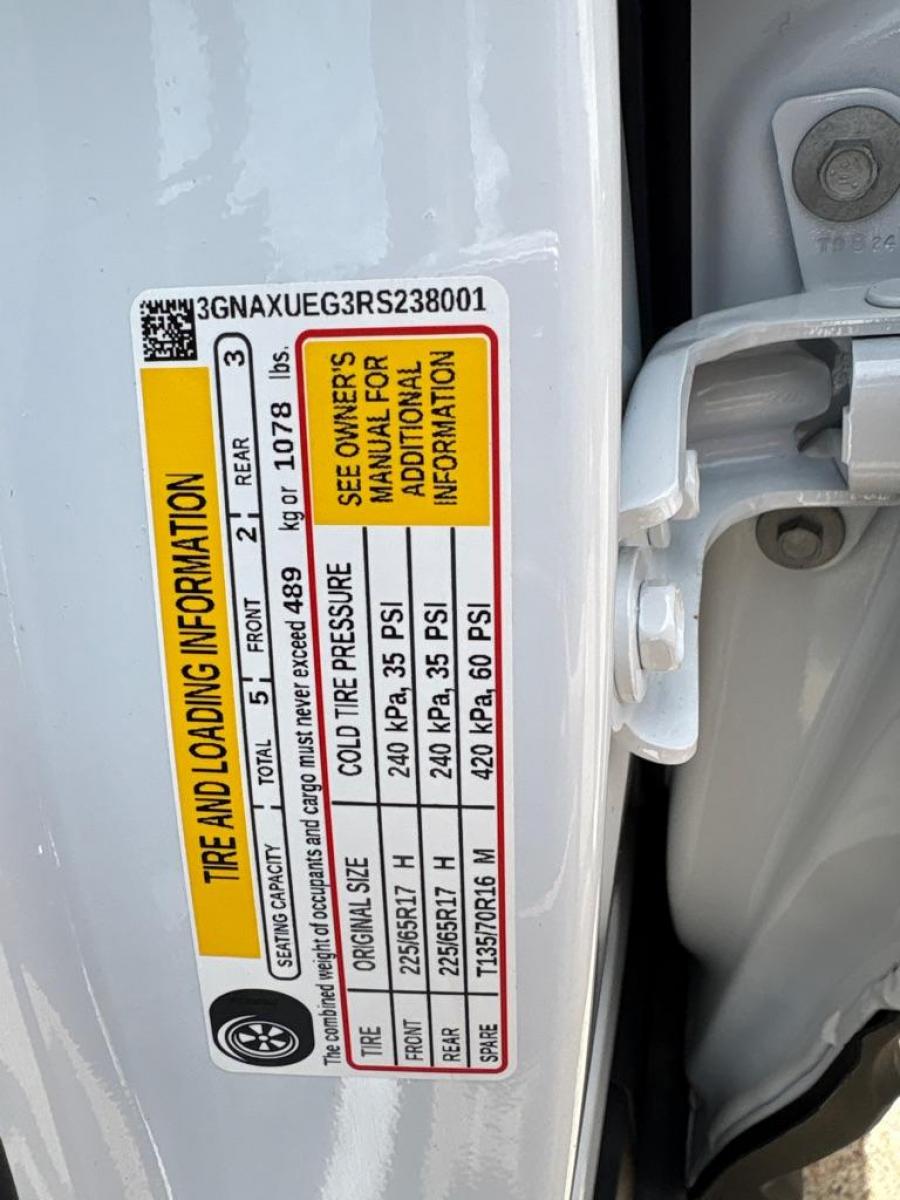 3GNAXUEG3RS238001
TIRE AND LOADING INFORMATION
SEATING CAPACITY TOTAL 5 FRONT 2 REAR 3
The combined weight of occupants and cargo must never exceed 489 kg or 1078 lbs.
TIRE ORIGINAL SIZE COLD TIRE PRESSURE
FRONT 225/65R17 H 240 kPa, 35 PSI
REAR 225/65R17 H 240 kPa, 35 PSI
SPARE T135/70R16 M 420 kPa, 60 PSI
SEE OWNER'S
MANUAL FOR
ADDITIONAL
INFORMATION